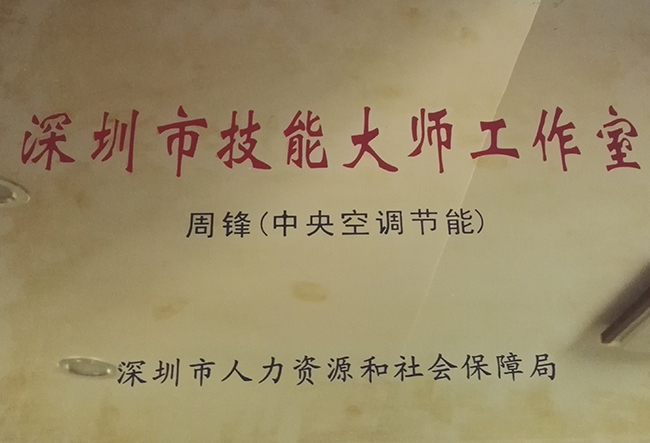 深圳市技能大师工作室
周锋(中央空调节能)
深圳市人力资源和社会保障局